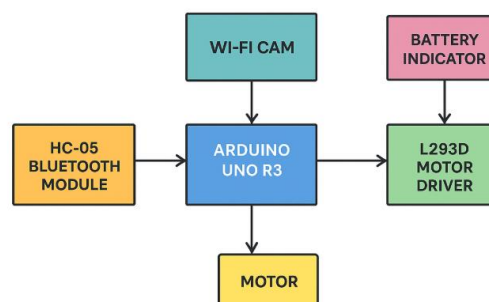 WI-FI CAM
BATTERY
INDICATOR
HC-05
BLUETOOTH
MODULE
ARDUINO
UNO R3
L293D
MOTOR
DRIVER
MOTOR